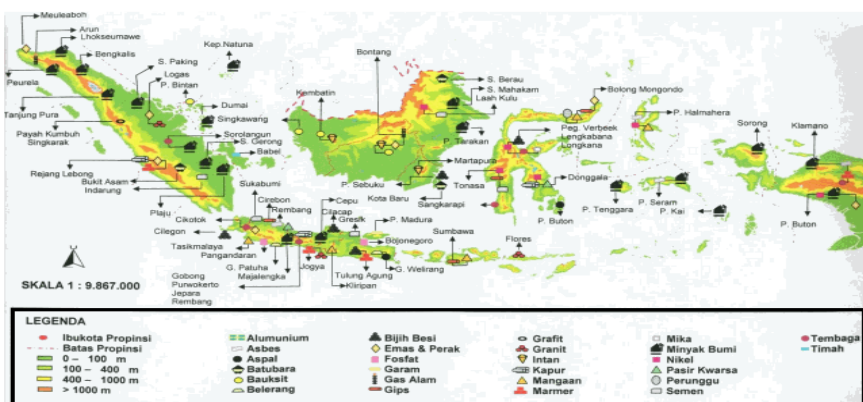 Meuleaboh
Arun
Lhokseumawe
Bengkalis
Kep.Natuna
S. Paking
Logas
P. Bintan
Peurela
Dumai
Singkawang
Tanjung Pura
Payah Kumbuh
Singkarak
Sorolangun
S. Gerong
Babel
Rejang Lebong
Bukit Asam
Indarung
Plaju
Bontang
Kembatin
S. Berau
S. Mahakam
Laah Kulu
P. Tarakan
Martapura
P. Sebuku
Kota Baru
Sangkarapi
Tonasa
Bolong Mongondo
P. Halmahera
Peg. Verbeek
Lengkabana
Longkana
Sorong
Klamano
Donggala
P. Buton
P. Tenggara
P. Seram
P. Kai
P. Buton
Sukabumi
Cirebon
Rembang
Cepu
Cilacap
Gresik
P. Madura
Cikotok
Cilegon
Tasikmalaya
Pangandaran
G. Patuha
Majalengka
Bojonegoro
Sumbawa
Flores
Gobong
Purwokerto
Jepara
Rembang
Jogya
Tulung Agung
Kliripan
G. Welirang
SKALA 1 : 9.867.000
LEGENDA
Ibukota Propinsi
Batas Propinsi
0 – 100 m
100 – 400 m
400 – 1000 m
> 1000 m
Alumunium
Asbes
Aspal
Batubara
Bauksit
Belerang
Bijih Besi
Emas & Perak
Fosfat
Garam
Gas Alam
Gips
Grafit
Granit
Intan
Kapur
Mangaan
Marmer
Mika
Minyak Bumi
Nikel
Pasir Kwarsa
Perunggu
Semen
Tembaga
Timah